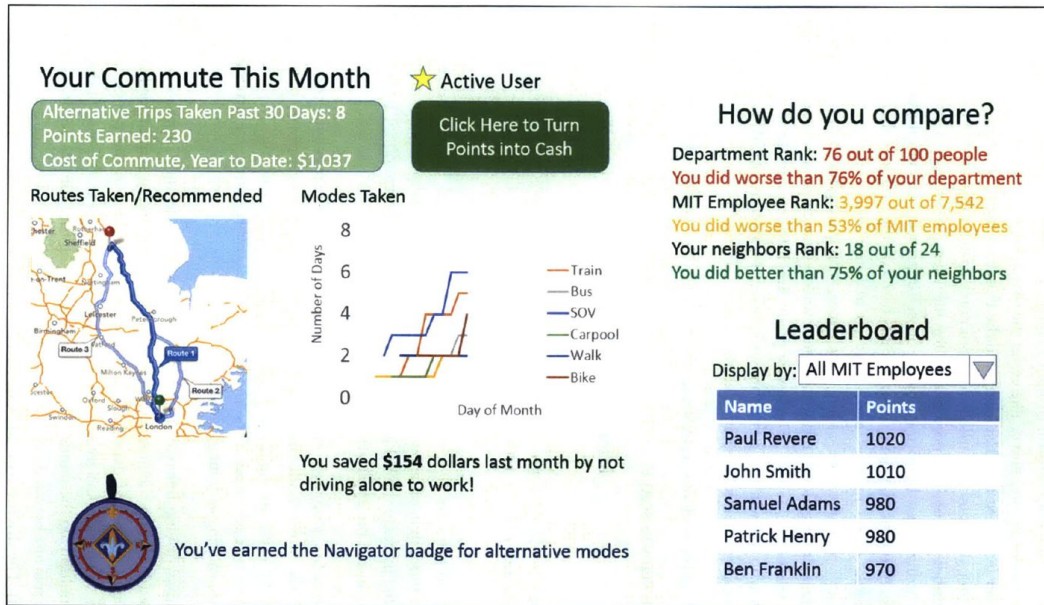 Your Commute This Month
Active User
Alternative Trips Taken Past 30 Days: 8
Points Earned: 230
Cost of Commute, Year to Date: $1,037
Click Here to Turn
Points into Cash
How do you compare?
Department Rank: 76 out of 100 people
You did worse than 76% of your department
MIT Employee Rank: 3,997 out of 7,542
You did worse than 53% of MIT employees
Your neighbors Rank: 18 out of 24
You did better than 75% of your neighbors
Routes Taken/Recommended
Sheffield
Birmingham
Route 3
Route 1
Route 2
Milton Keynes
Oxford
Slough
Swindon
Reading
London
Modes Taken
Number of Days
8
6
4
2
0
Day of Month
Train
Bus
SOV
Carpool
Walk
Bike
Leaderboard
Display by: All MIT Employees
Name Points
Paul Revere 1020
John Smith 1010
Samuel Adams 980
Patrick Henry 980
Ben Franklin 970
You saved $154 dollars last month by not
driving alone to work!
You've earned the Navigator badge for alternative modes